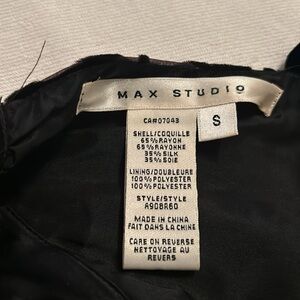 MAX STUDIO
S
CA#07043
SHELL/COQUILLE
65% RAYON
65% RAYONNE
35% SILK
35% SOIE
LINING/DOUBLEURE
100% POLYESTER
100% POLYESTER
STYLE/STYLE
A908A60
MADE IN CHINA
FAIT DANS LA CHINE
CARE ON REVERSE
NETTOYAGE AU
REVERS